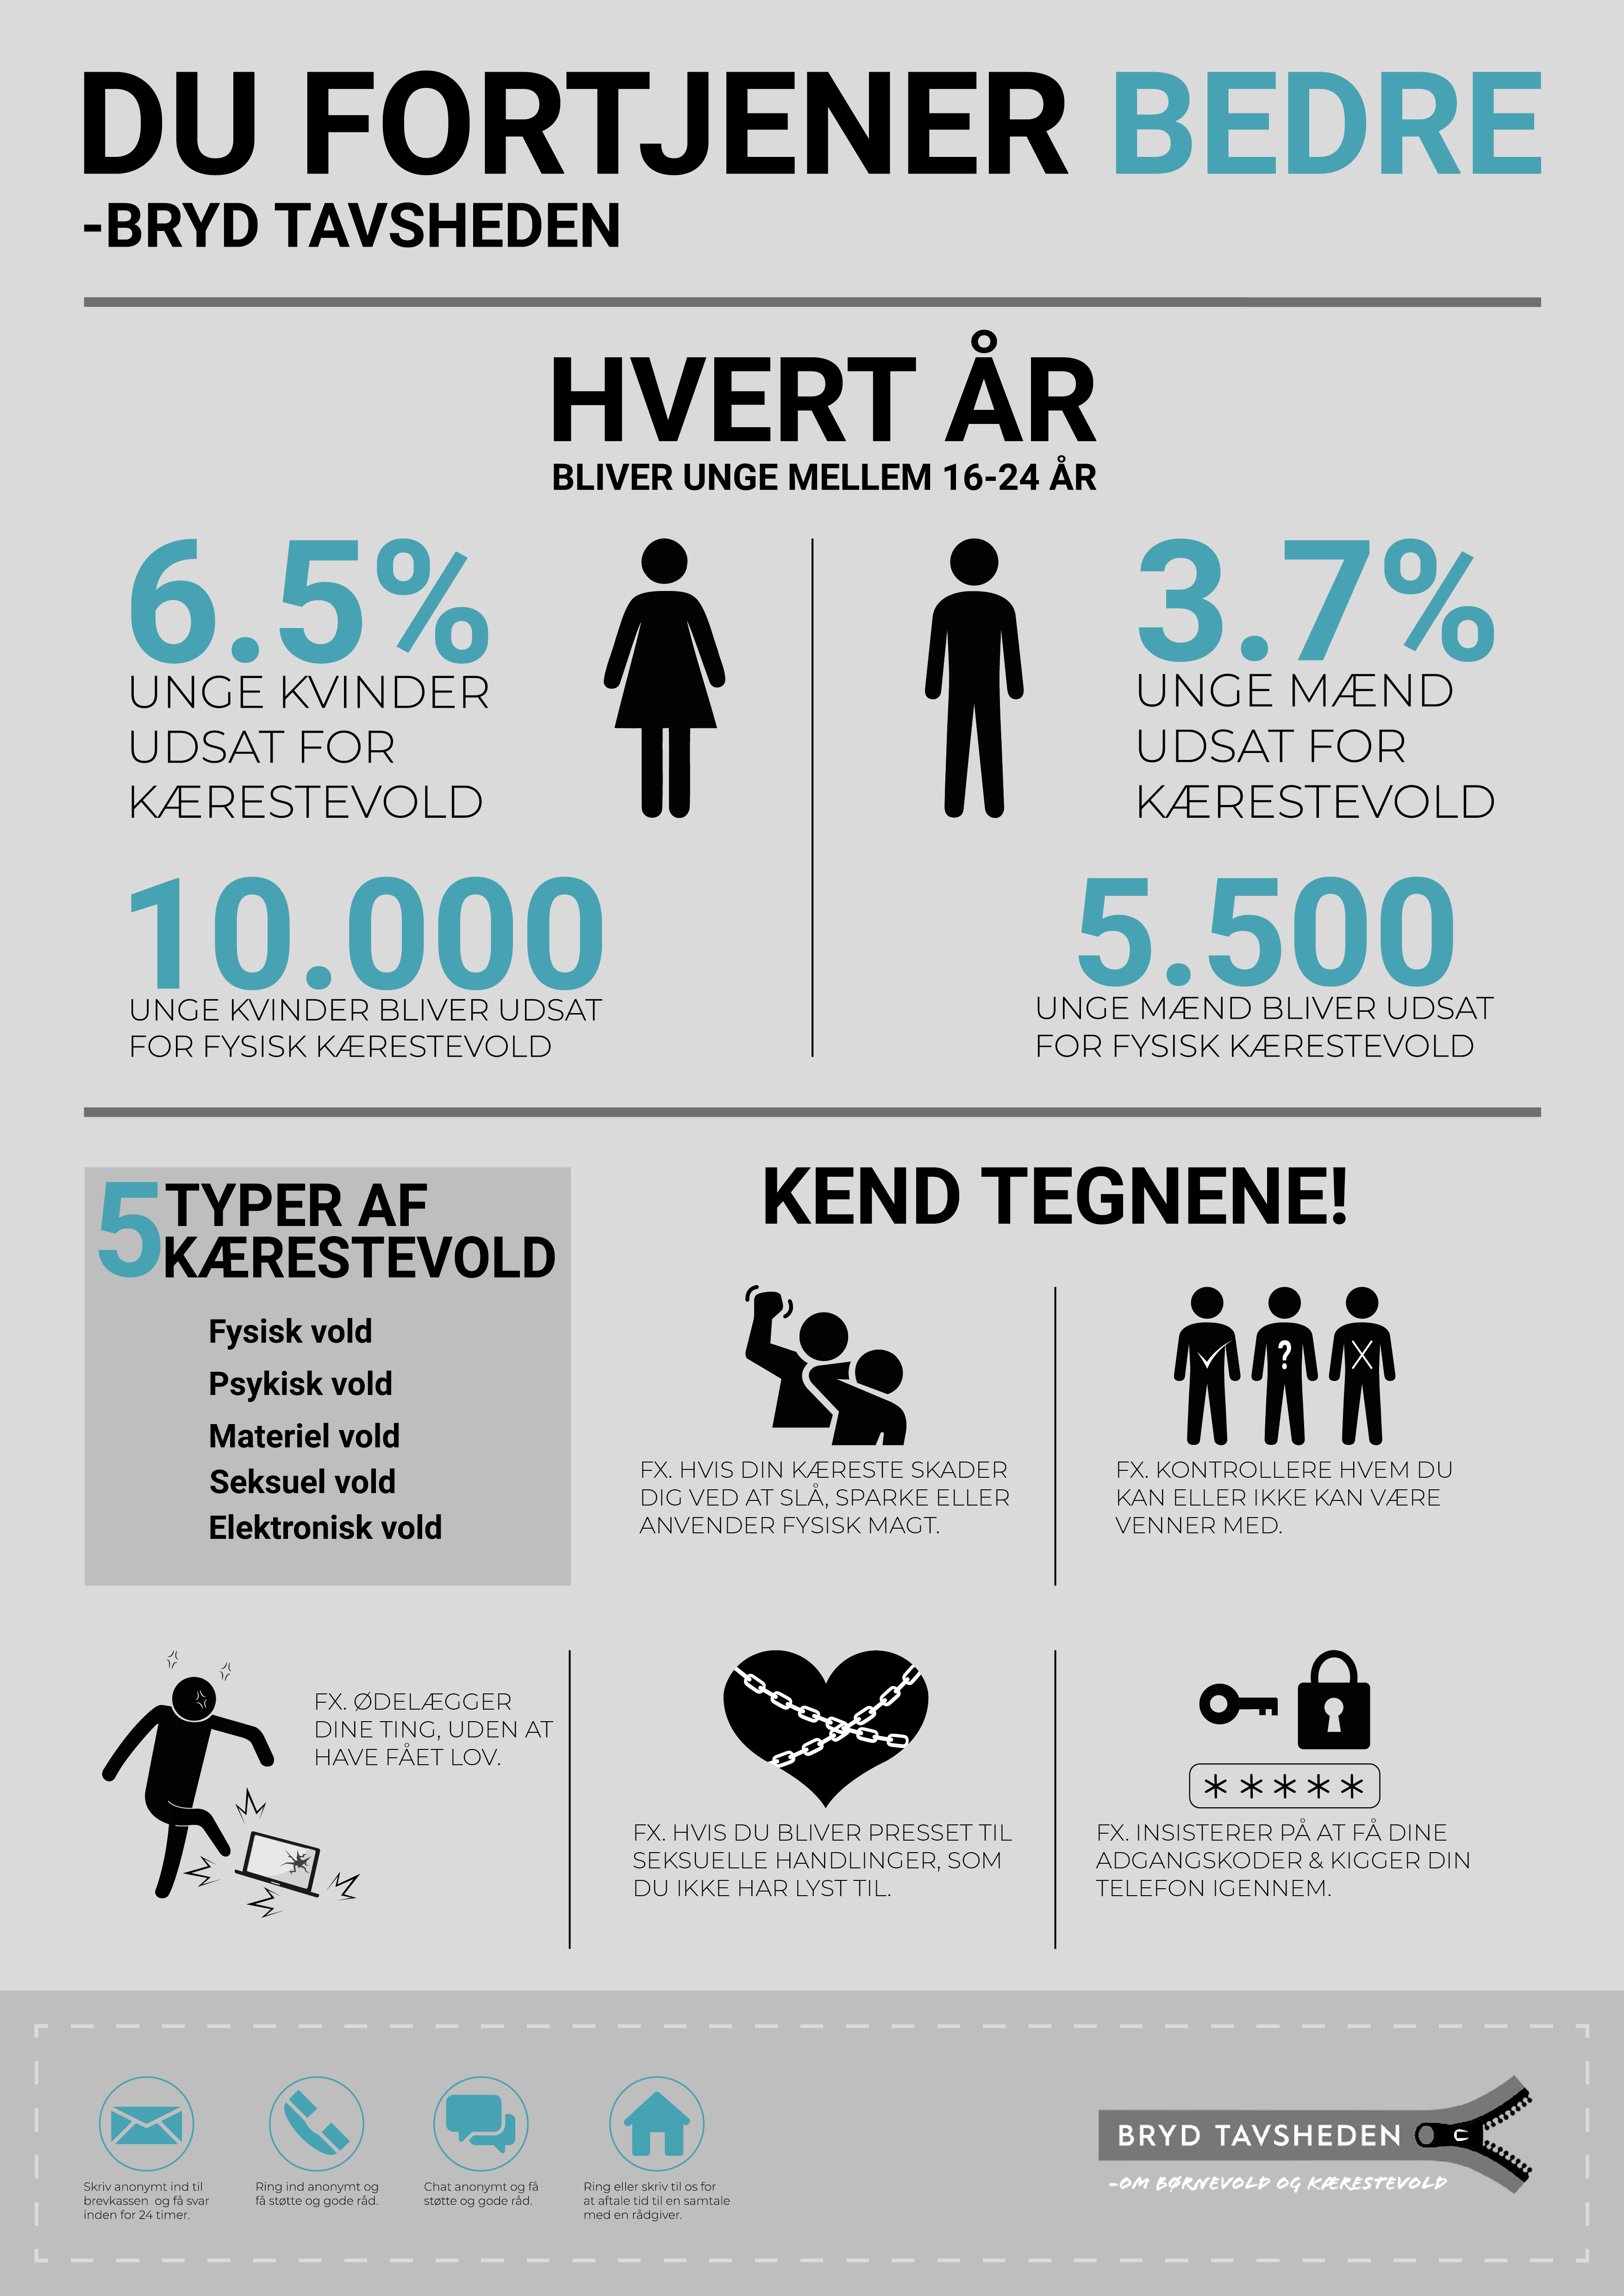 DU FORTJENER BEDRE
-BRYD TAVSHEDEN
HVERT ÅR
BLIVER UNGE MELLEM 16-24 ÅR
6.5%
UNGE KVINDER
UDSAT FOR
KÆRESTEVOLD
3.7%
UNGE MÆND
UDSAT FOR
KÆRESTEVOLD
10.000
UNGE KVINDER BLIVER UDSAT
FOR FYSISK KÆRESTEVOLD
5.500
UNGE MÆND BLIVER UDSAT
FOR FYSISK KÆRESTEVOLD
5 TYPER AF
KÆRESTEVOLD
Fysisk vold
Psykisk vold
Materiel vold
Seksuel vold
Elektronisk vold
KEND TEGNENE!
?
FX. HVIS DIN KÆRESTE SKADER
DIG VED AT SLÅ, SPARKE ELLER
ANVENDER FYSISK MAGT.
FX. KONTROLLERE HVEM DU
KAN ELLER IKKE KAN VÆRE
VENNER MED.
FX. ØDELÆGGER
DINE TING, UDEN AT
HAVE FÅET LOV.
FX. HVIS DU BLIVER PRESSET TIL
SEKSUELLE HANDLINGER, SOM
DU IKKE HAR LYST TIL.
*****
FX. INSISTERER PÅ AT FÅ DINE
ADGANGSKODER & KIGGER DIN
TELEFON IGENNEM.
Skriv anonymt ind til
brevkassen og få svar
inden for 24 timer.
Ring ind anonymt og
få støtte og gode råd.
Chat anonymt og få
støtte og gode råd.
Ring eller skriv til os for
at aftale tid til en samtale
med en rådgiver.
BRYD TAVSHEDEN
-OM BØRNEVOLD OG KÆRESTEVOLD